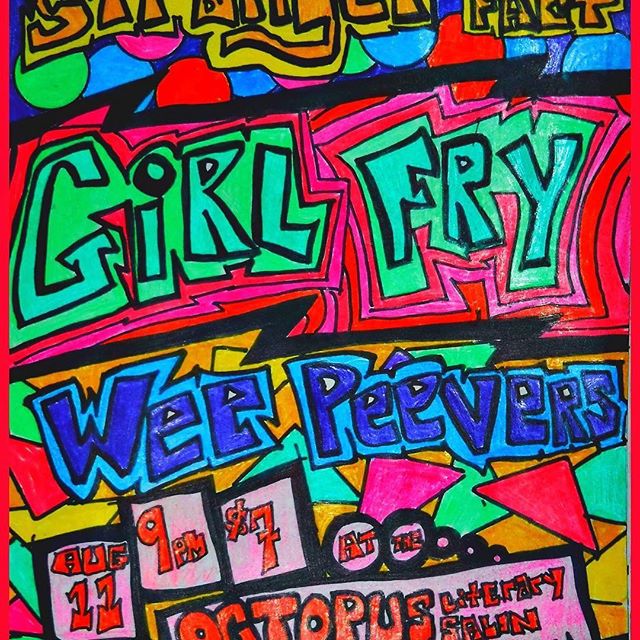 GiRL FRY
Wee PeeVeRS
AUG 11 9PM $7 AT THE
OCTOPUS Literary
Salon